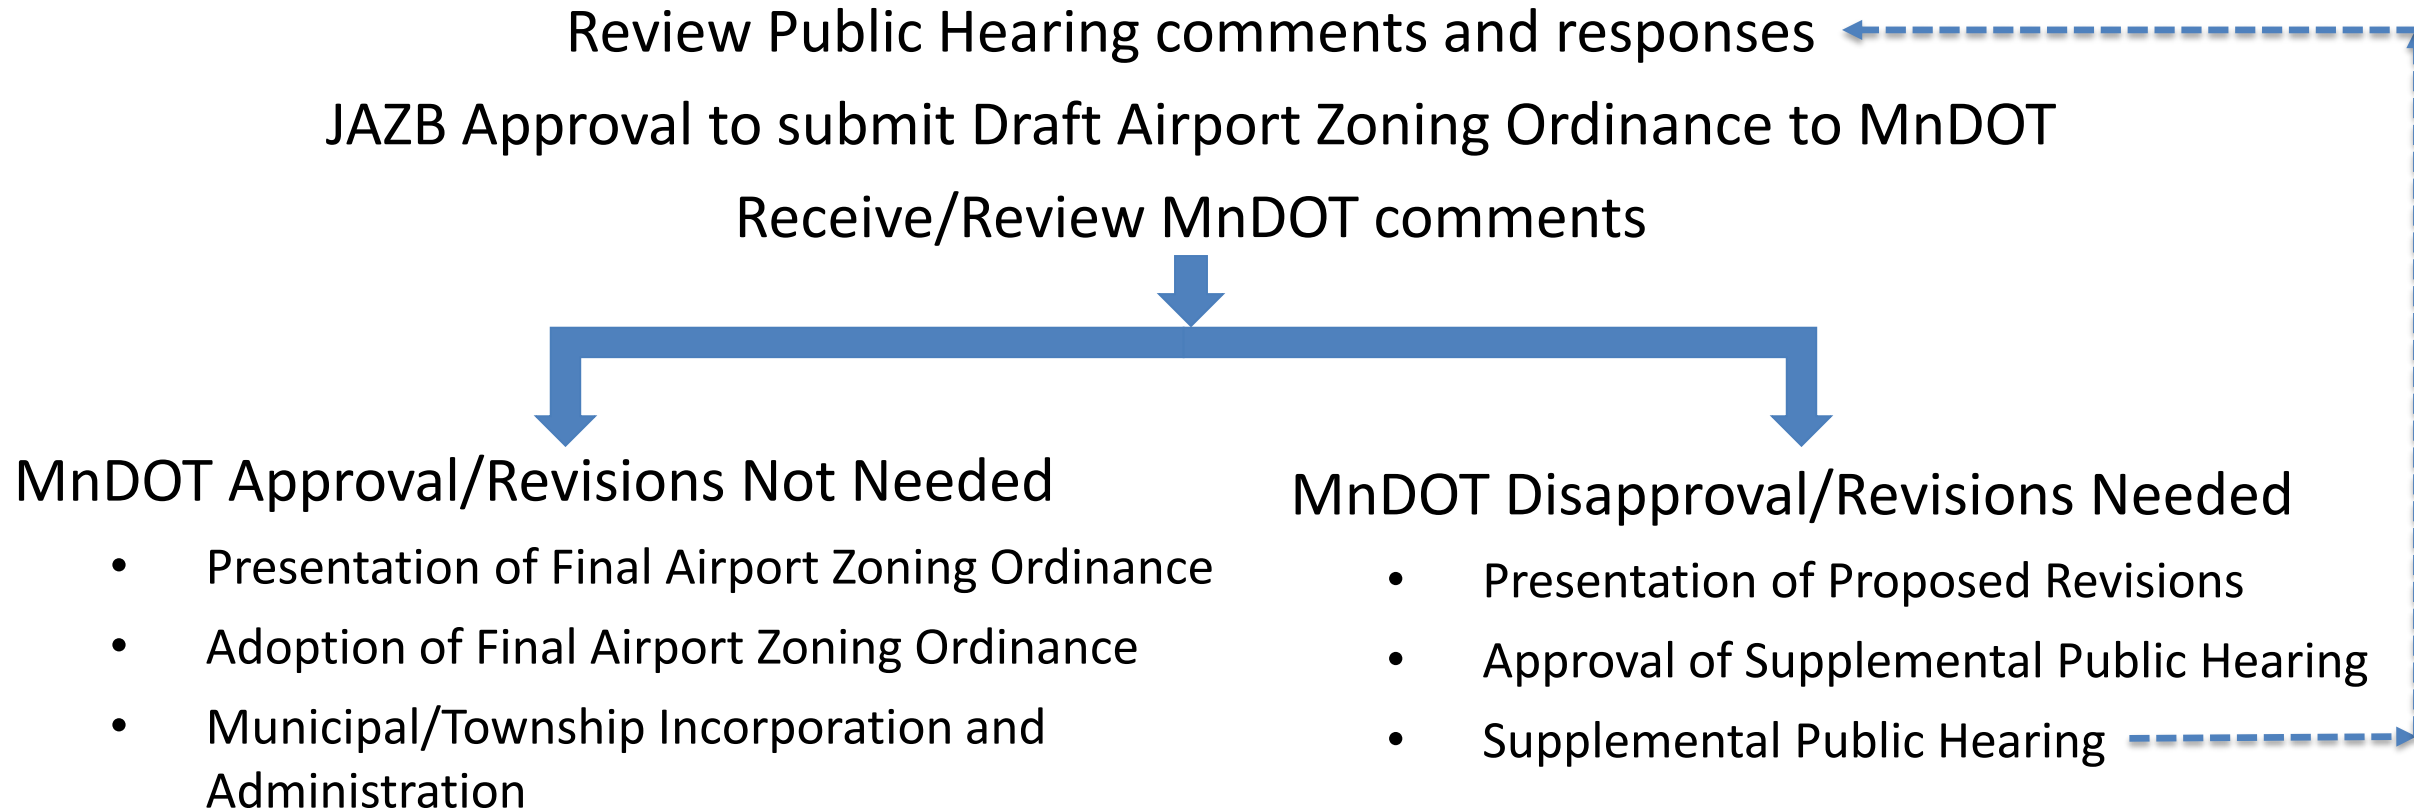 Review Public Hearing comments and responses
JAZB Approval to submit Draft Airport Zoning Ordinance to MnDOT
Receive/Review MnDOT comments
MnDOT Approval/Revisions Not Needed
• Presentation of Final Airport Zoning Ordinance
• Adoption of Final Airport Zoning Ordinance
• Municipal/Township Incorporation and
Administration
MnDOT Disapproval/Revisions Needed
• Presentation of Proposed Revisions
• Approval of Supplemental Public Hearing
• Supplemental Public Hearing